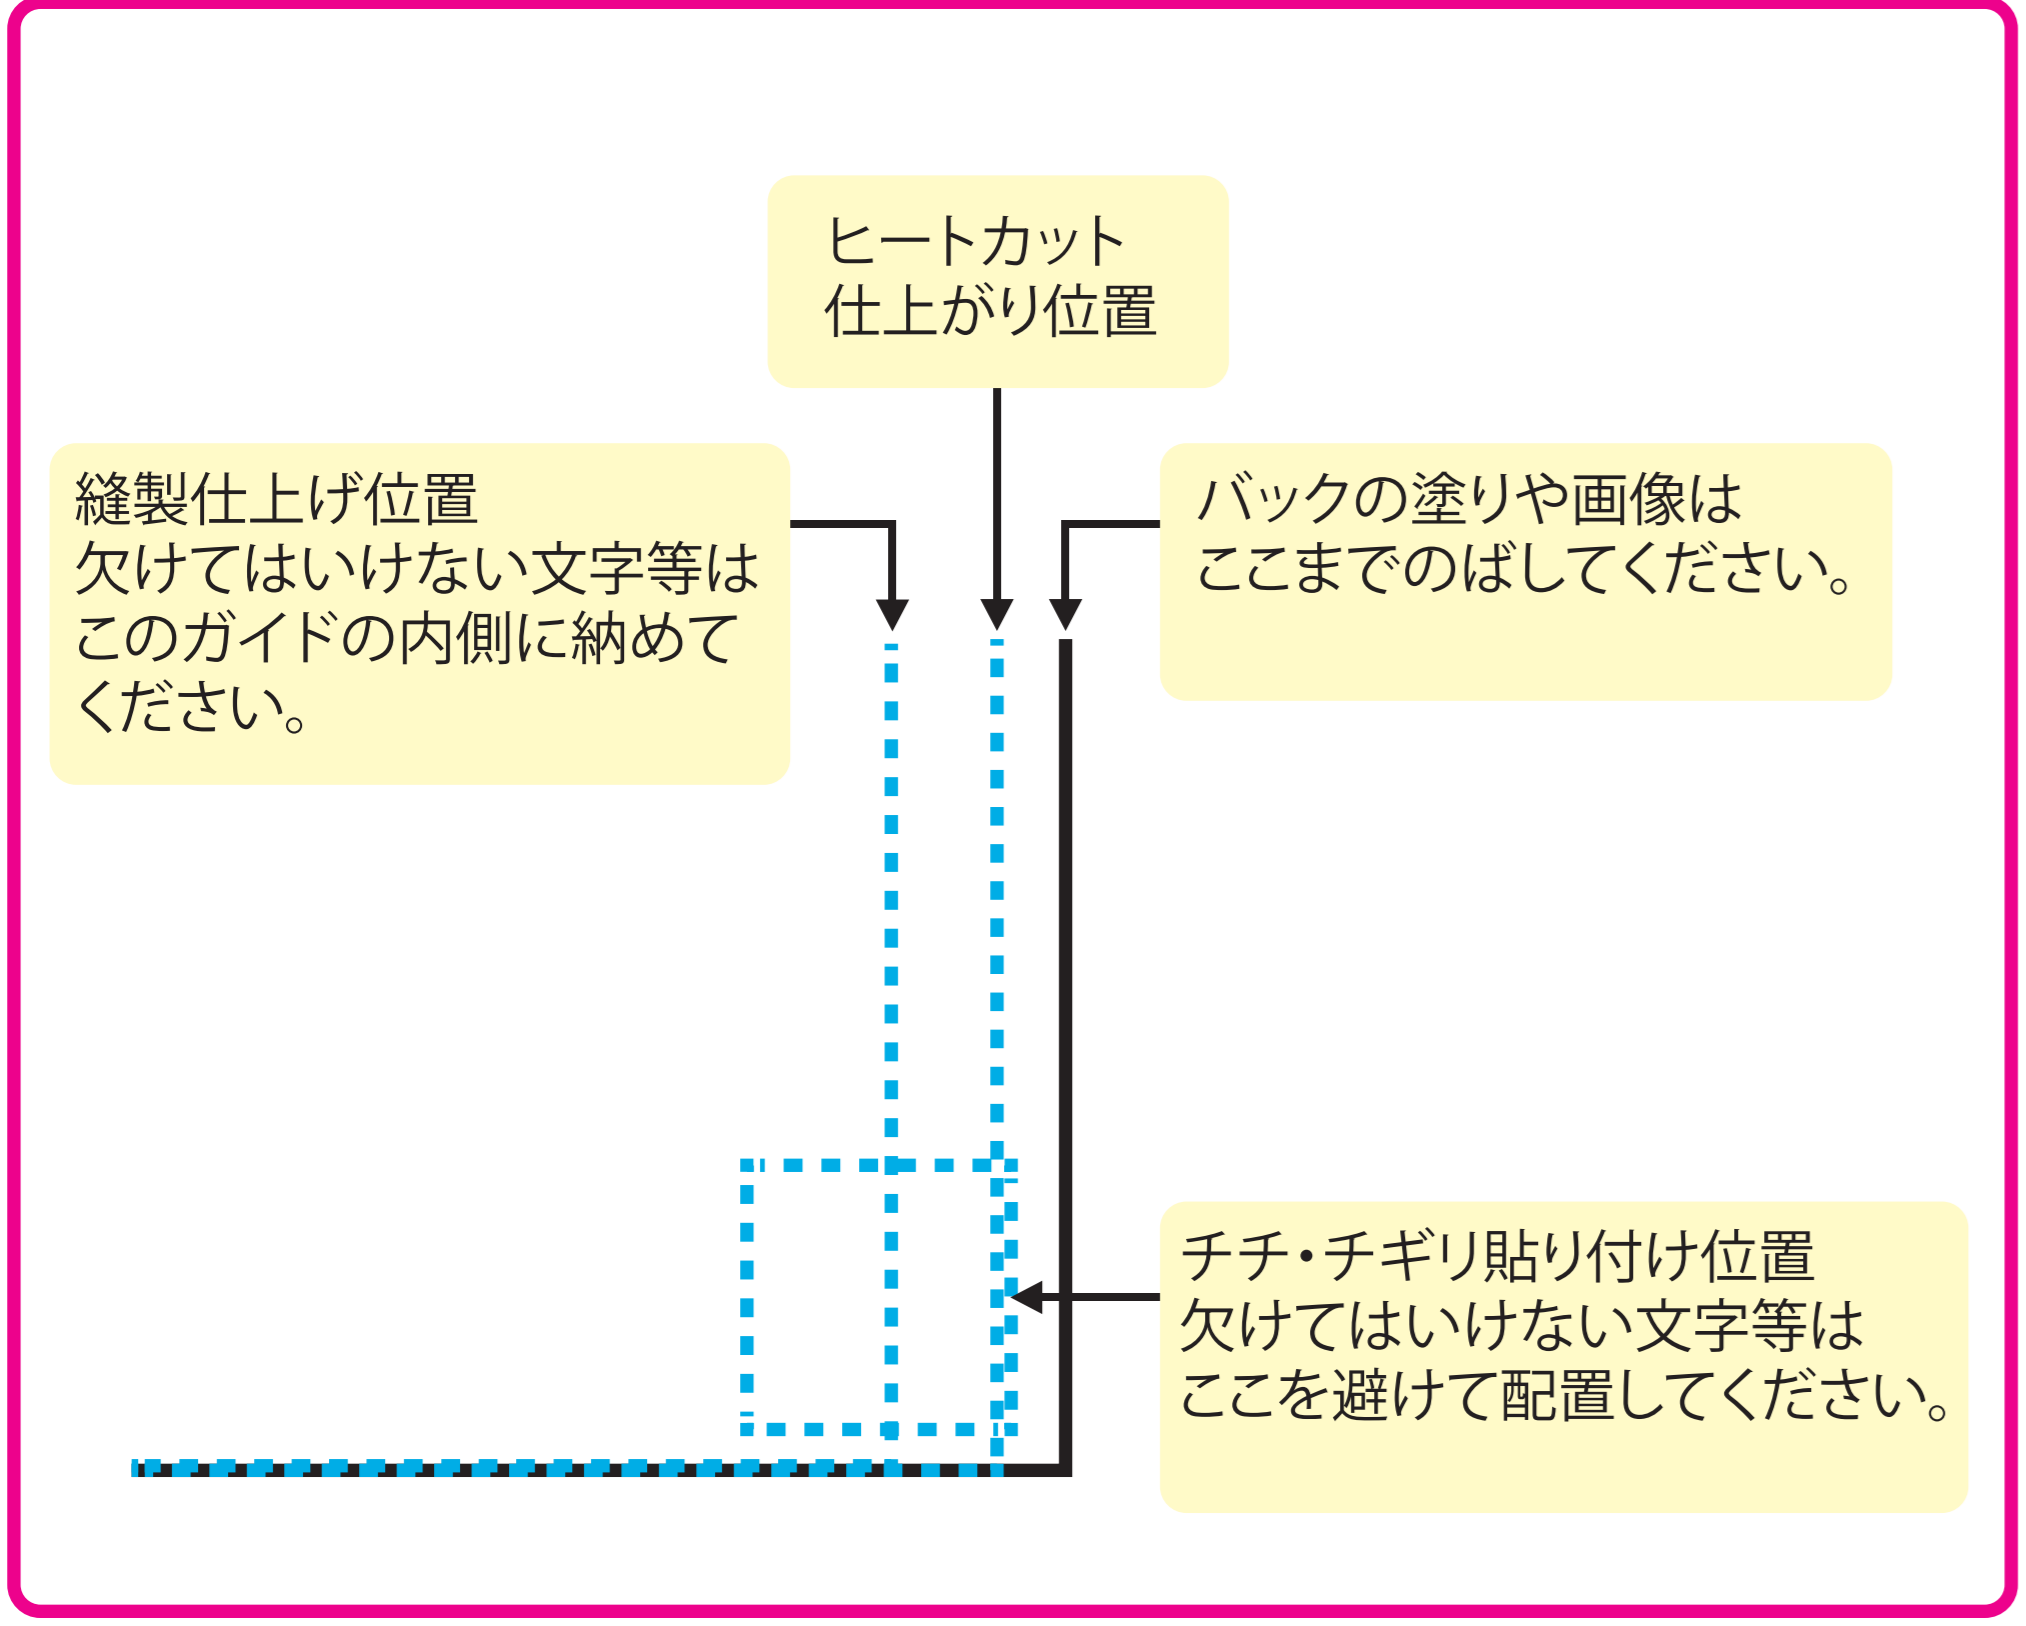 ヒートカット
仕上がり位置
縫製仕上げ位置
欠けてはいけない文字等は
このガイドの内側に納めて
ください。
バックの塗りや画像は
ここまでのばしてください。
チチ・チギリ貼り付け位置
欠けてはいけない文字等は
ここを避けて配置してください。